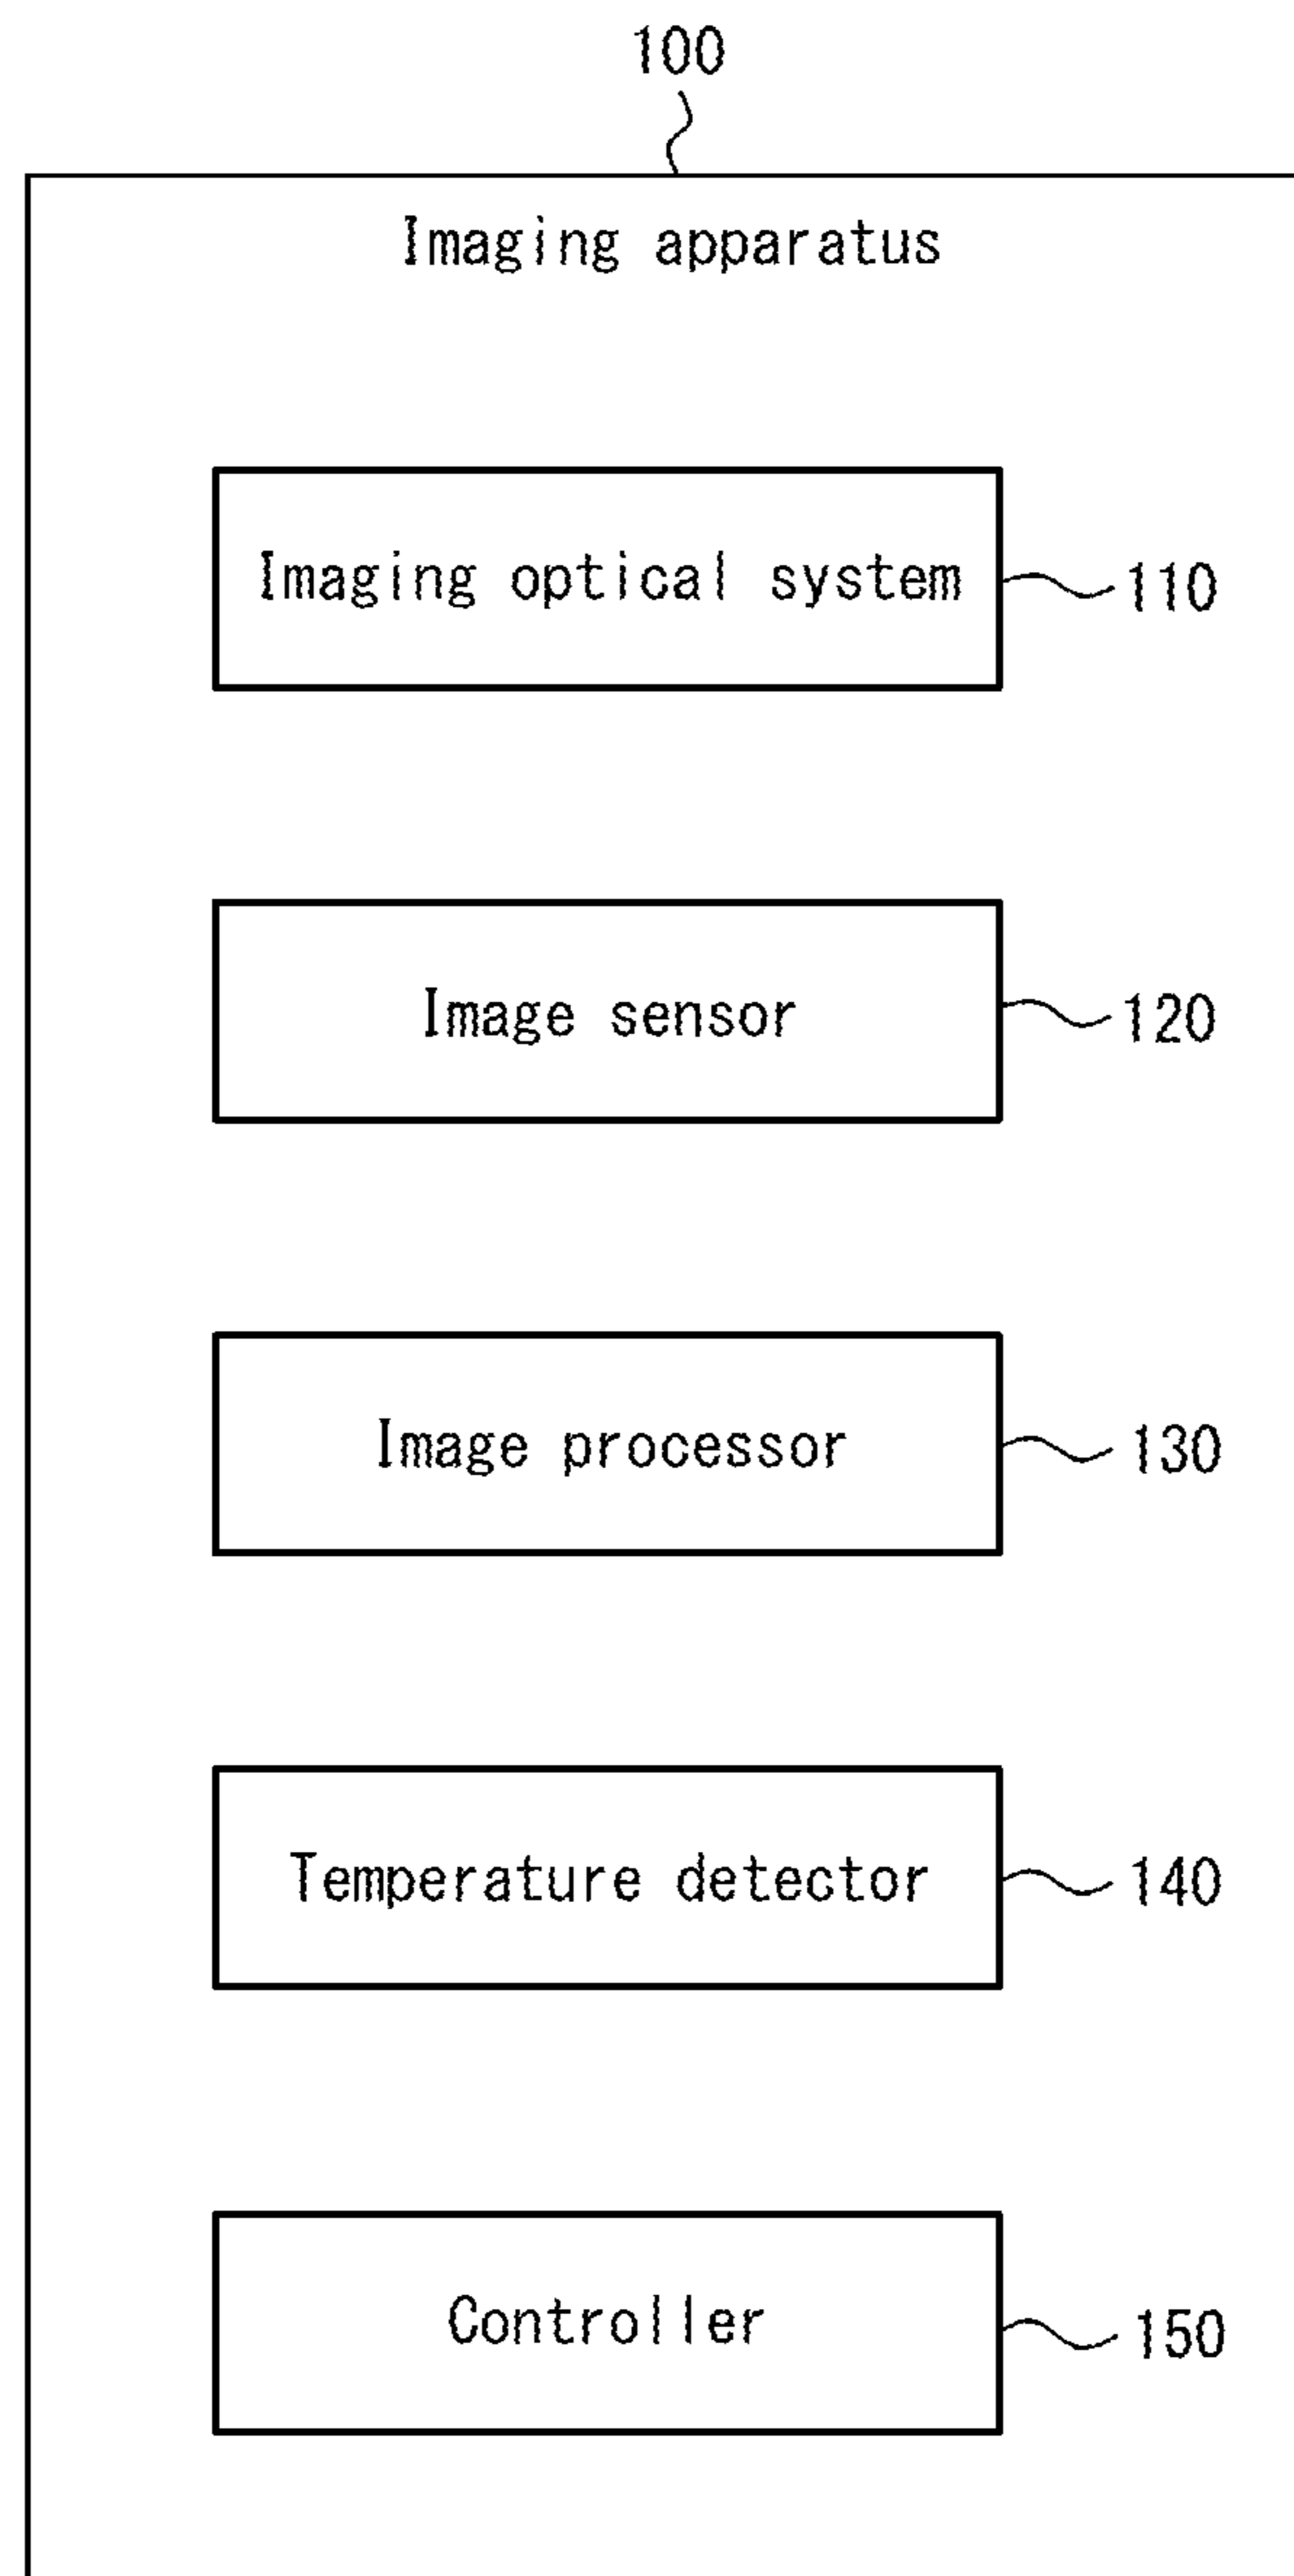 100
Imaging apparatus
Imaging optical system 110
Image sensor 120
Image processor 130
Temperature detector 140
Controller 150